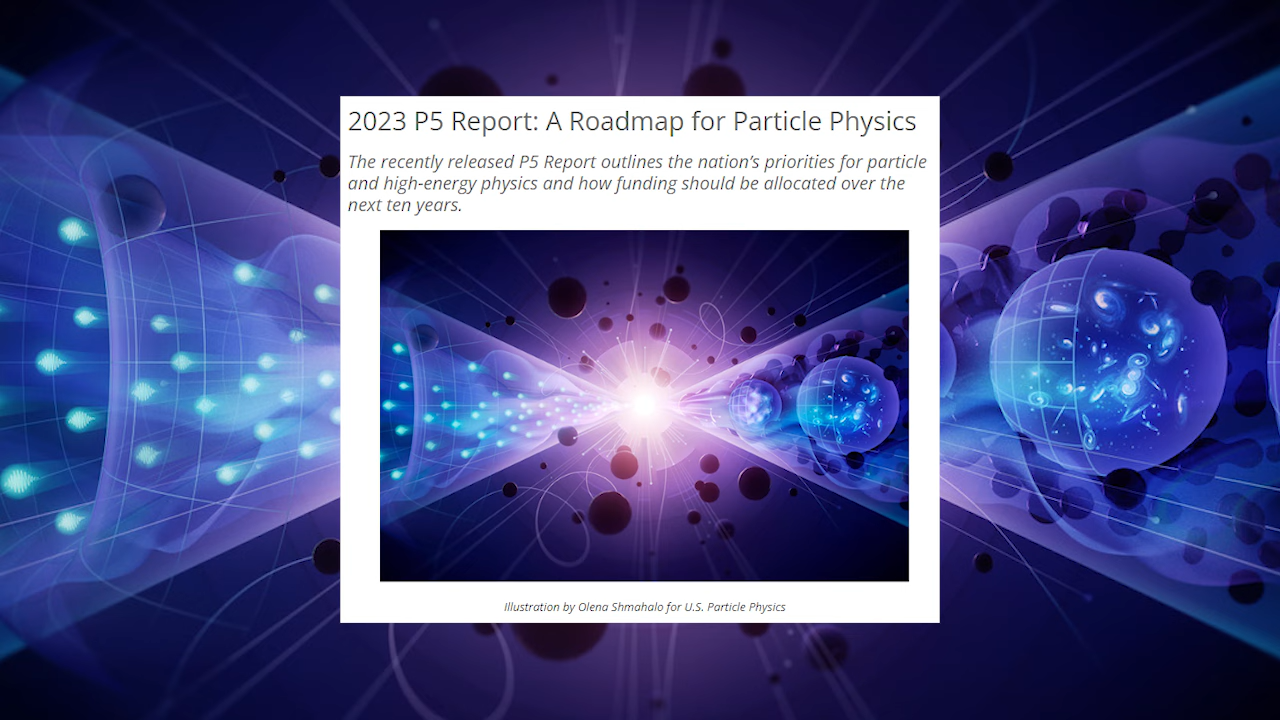 2023 P5 Report: A Roadmap for Particle Physics
The recently released P5 Report outlines the nation’s priorities for particle
and high-energy physics and how funding should be allocated over the
next ten years.
Illustration by Olena Shmahalo for U.S. Particle Physics